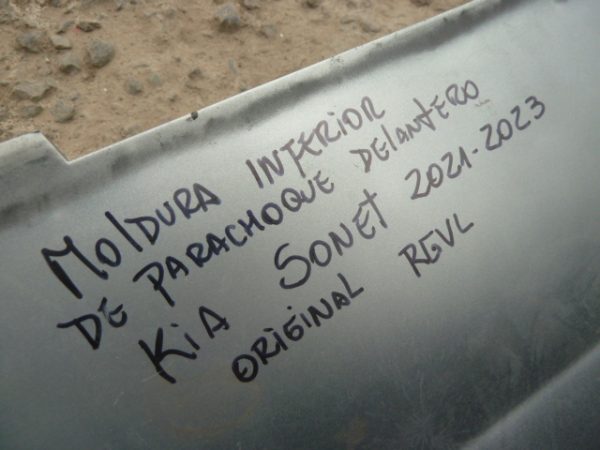 MOlDURA INTERIOR
DE PARACHOQUE DElANtERO
KiA SONEt 2021-2023
ORIGINAL RGVL